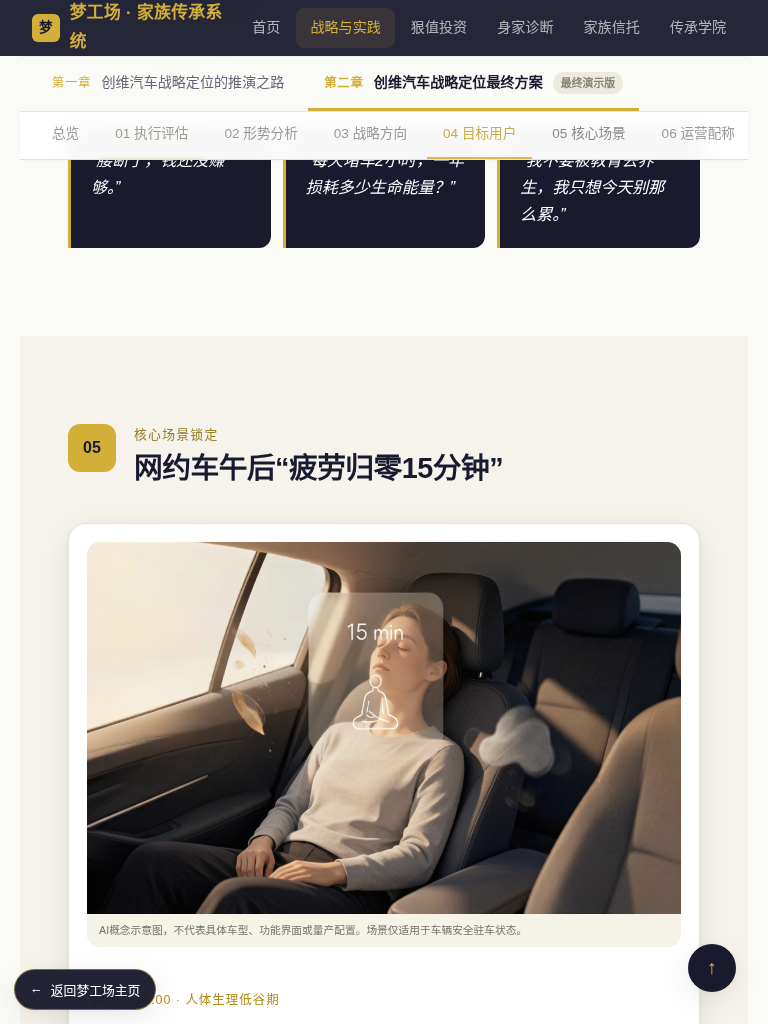 梦
梦工场 · 家族传承系
统
首页
战略与实践
狠值投资
身家诊断
家族信托
传承学院
第一章 创维汽车战略定位的推演之路
第二章 创维汽车战略定位最终方案 最终演示版
总览
01 执行评估
02 形势分析
03 战略方向
04 目标用户
05 核心场景
06 运营配称
够。”
损耗多少生命能量？”
生，我只想今天别那
么累。”
05
核心场景锁定
网约车午后“疲劳归零15分钟”
15 min
AI概念示意图，不代表具体车型、功能界面或量产配置。场景仅适用于车辆安全驻车状态。
:00 · 人体生理低谷期
← 返回梦工场主页
↑